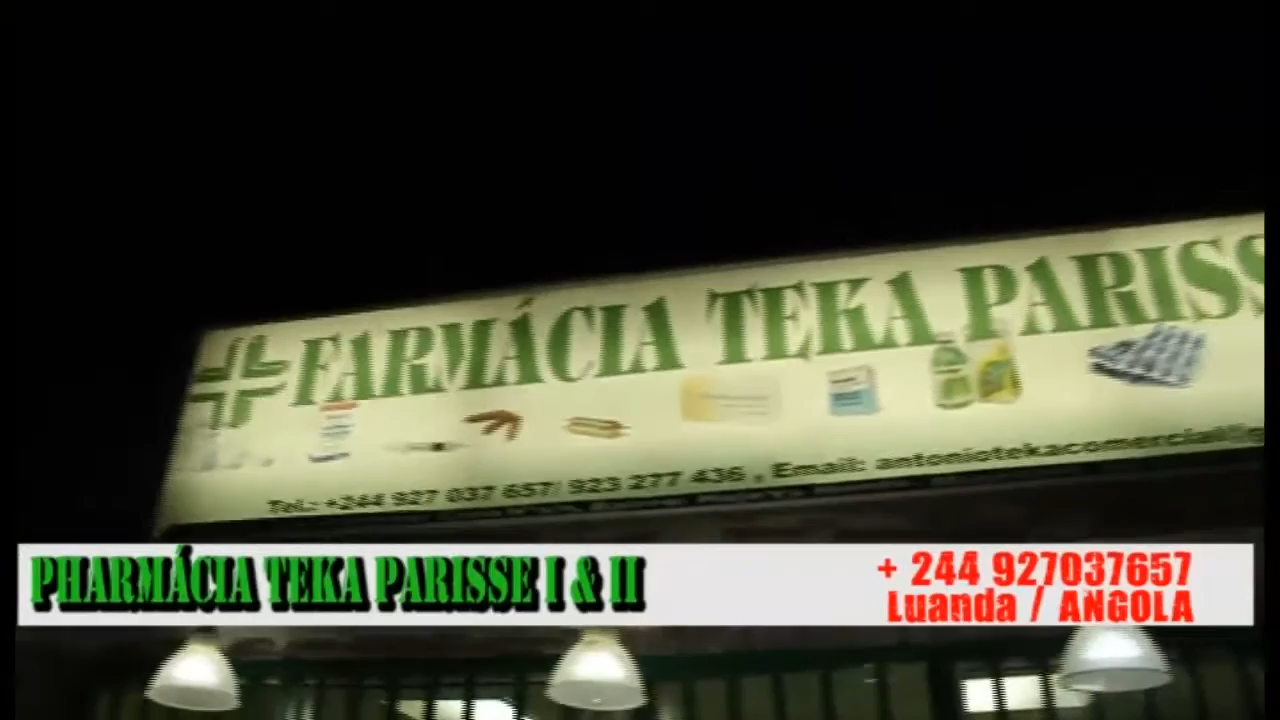 FARMÁCIA TEKA PARISS
Tel.: +244 927 037 657/ 923 277 436 , Email:
PHARMÁCIA TEKA PARISSE I & II
+ 244 927037657
Luanda / ANGOLA